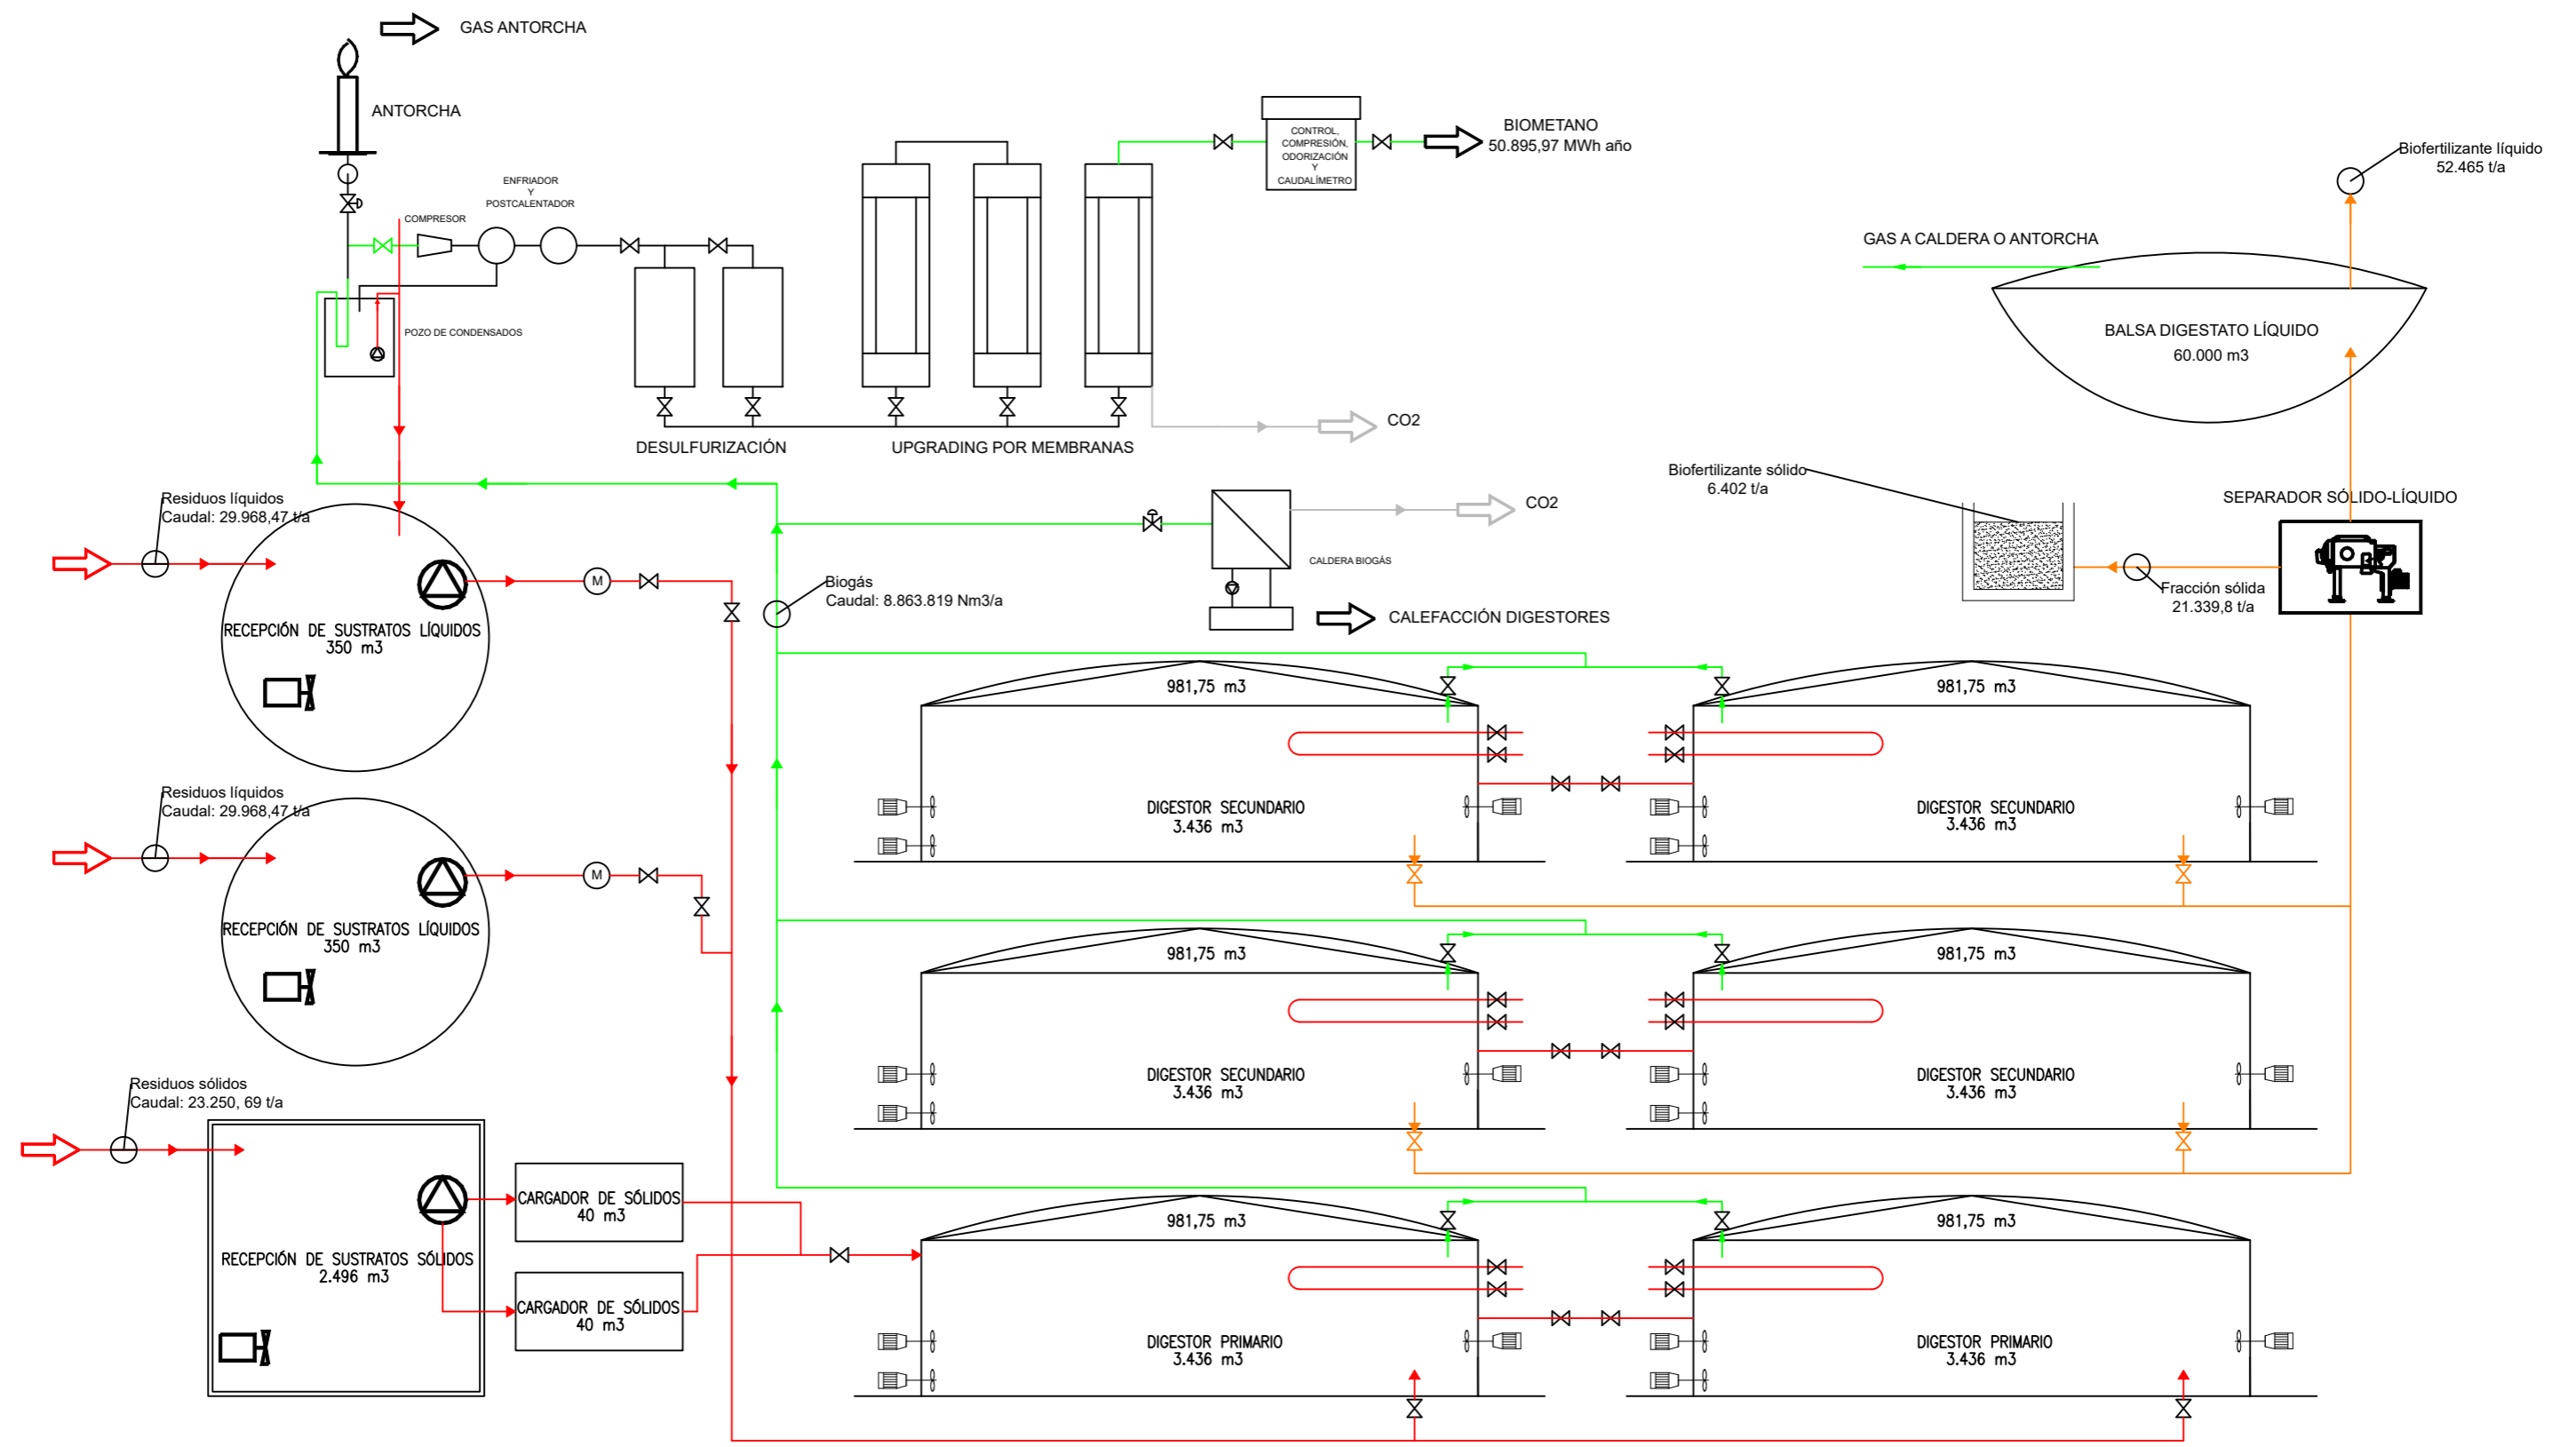 GAS ANTORCHA
ANTORCHA
ENFRIADOR
Y
POSTCALENTADOR
COMPRESOR
POZO DE CONDENSADOS
DESULFURIZACIÓN
UPGRADING POR MEMBRANAS
CONTROL,
COMPRESIÓN,
ODORIZACIÓN
Y
CAUDALÍMETRO
BIOMETANO
50.895,97 MWh año
CO2
Biofertilizante líquido
52.465 t/a
GAS A CALDERA O ANTORCHA
BALSA DIGESTATO LÍQUIDO
60.000 m3
Biofertilizante sólido
6.402 t/a
SEPARADOR SÓLIDO-LÍQUIDO
Fracción sólida
21.339,8 t/a
CO2
CALDERA BIOGÁS
CALEFACCIÓN DIGESTORES
Biogás
Caudal: 8.863.819 Nm3/a
Residuos líquidos
Caudal: 29.968,47 t/a
M
RECEPCIÓN DE SUSTRATOS LÍQUIDOS
350 m3
Residuos líquidos
Caudal: 29.968,47 t/a
M
RECEPCIÓN DE SUSTRATOS LÍQUIDOS
350 m3
Residuos sólidos
Caudal: 23.250, 69 t/a
RECEPCIÓN DE SUSTRATOS SÓLIDOS
2.496 m3
CARGADOR DE SÓLIDOS
40 m3
CARGADOR DE SÓLIDOS
40 m3
981,75 m3
DIGESTOR SECUNDARIO
3.436 m3
981,75 m3
DIGESTOR SECUNDARIO
3.436 m3
981,75 m3
DIGESTOR SECUNDARIO
3.436 m3
981,75 m3
DIGESTOR SECUNDARIO
3.436 m3
981,75 m3
DIGESTOR PRIMARIO
3.436 m3
981,75 m3
DIGESTOR PRIMARIO
3.436 m3